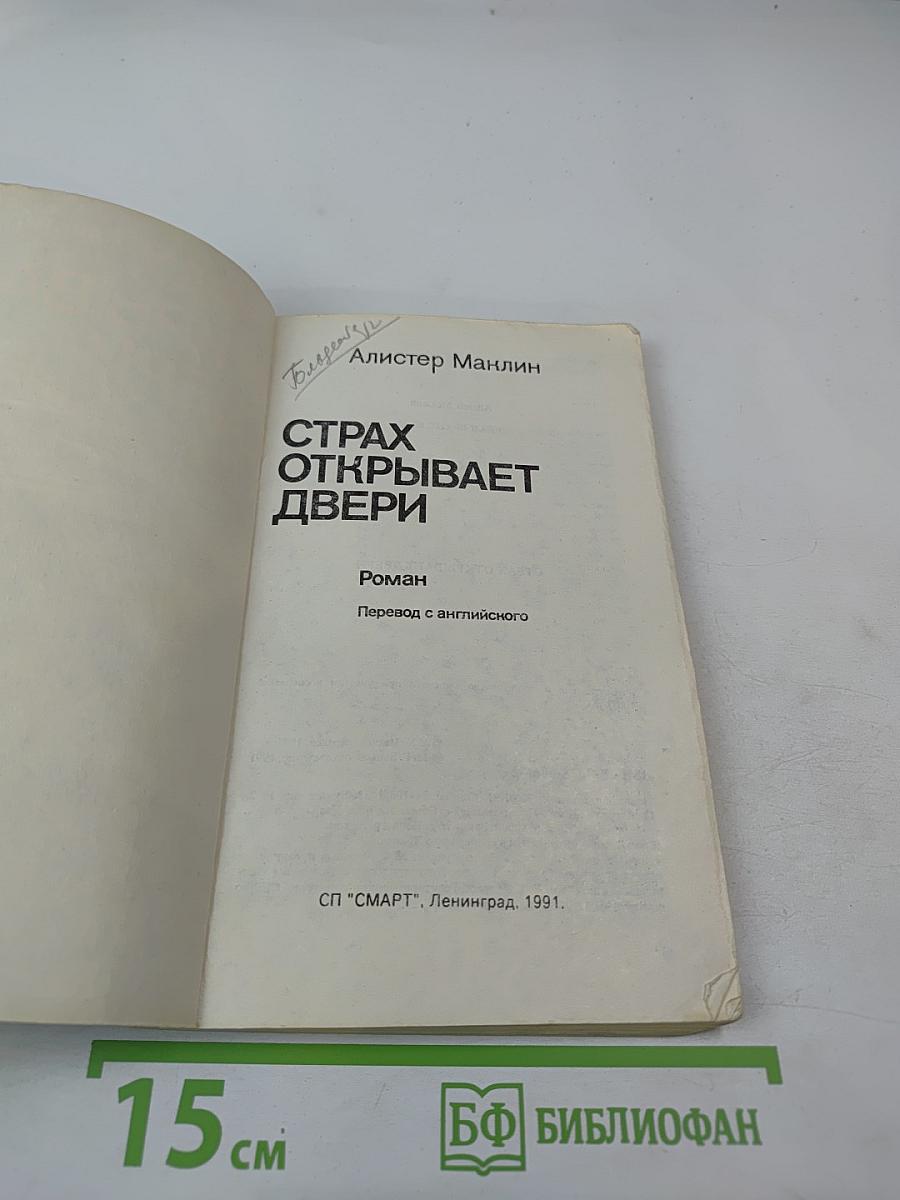 Алистер Маклин
СТРАХ
ОТКРЫВАЕТ
ДВЕРИ
Роман
Перевод с английского
СП "СМАРТ", Ленинград, 1991.
15 см
БФ БИБЛИОФАН